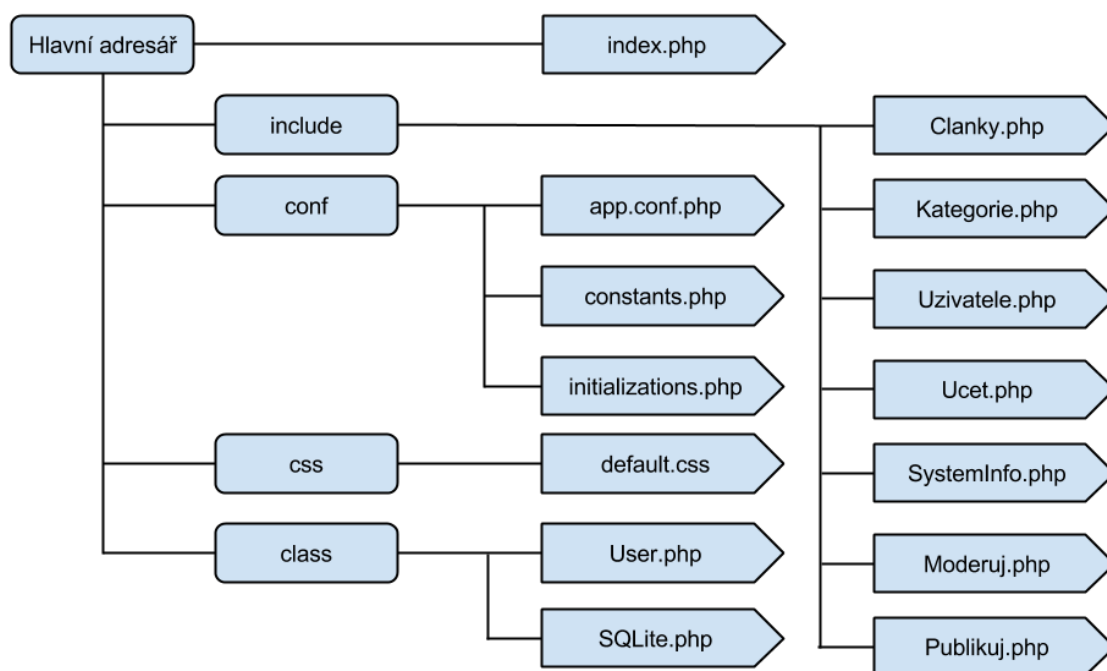 Hlavní adresář
index.php
include
Clanky.php
conf
app.conf.php
Kategorie.php
constants.php
Uzivatele.php
initializations.php
Ucet.php
css
default.css
SystemInfo.php
class
User.php
Moderuj.php
SQLite.php
Publikuj.php